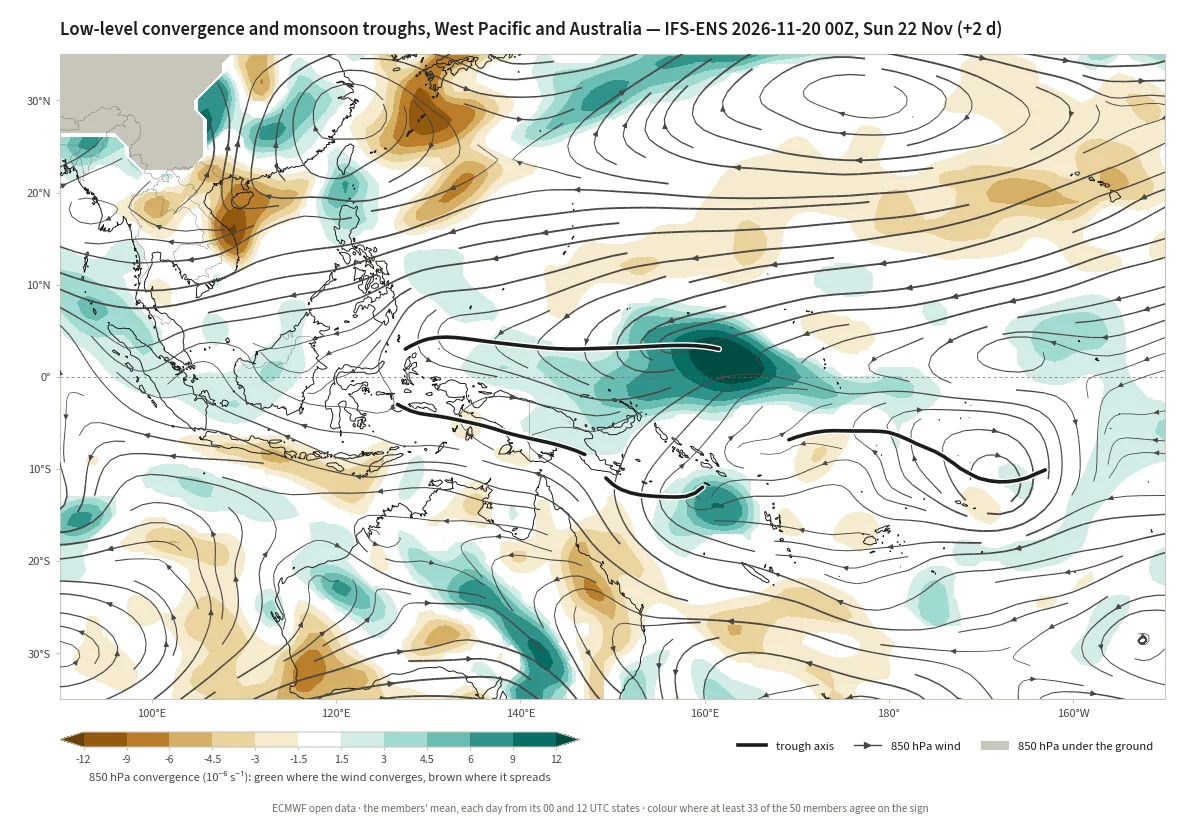 Low-level convergence and monsoon troughs, West Pacific and Australia — IFS-ENS 2026-11-20 00Z, Sun 22 Nov (+2 d)
30°N
20°N
10°N
0°
10°S
20°S
30°S
100°E 120°E 140°E 160°E 180° 160°W
-12 -9 -6 -4.5 -3 -1.5 1.5 3 4.5 6 9 12
850 hPa convergence (10⁻⁶ s⁻¹): green where the wind converges, brown where it spreads
trough axis 850 hPa wind 850 hPa under the ground
ECMWF open data · the members' mean, each day from its 00 and 12 UTC states · colour where at least 33 of the 50 members agree on the sign